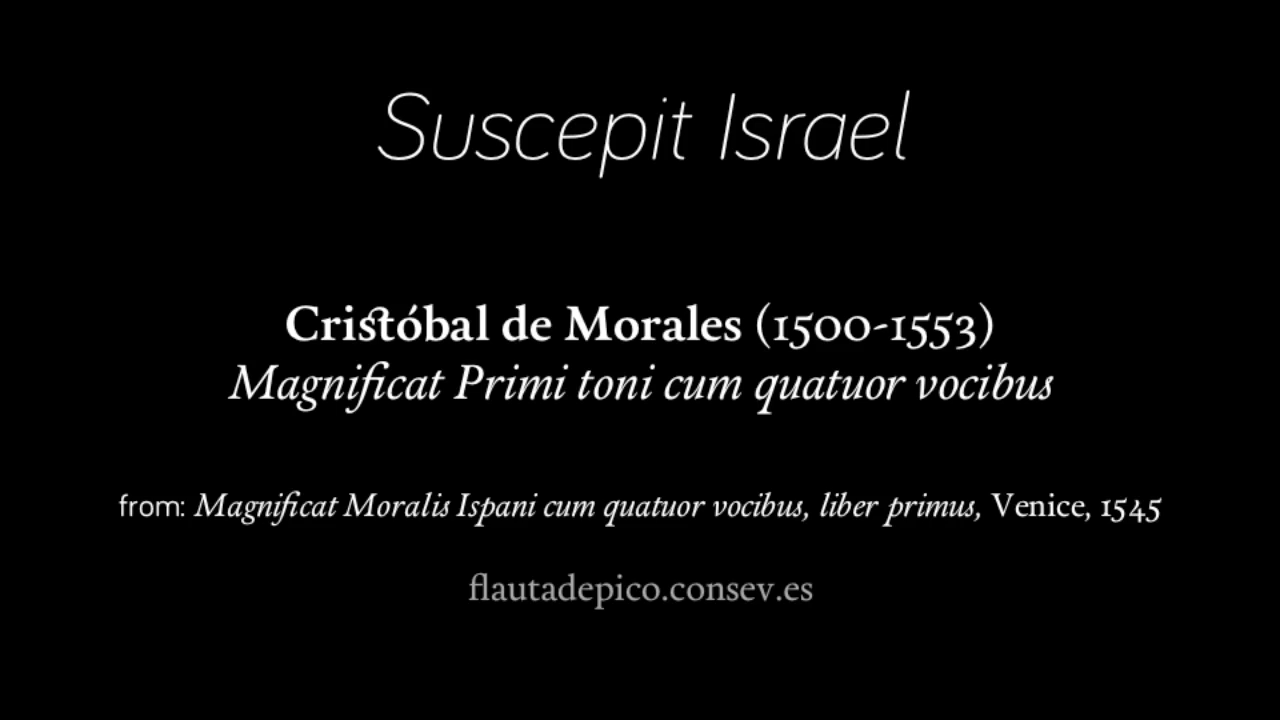 Suscepit Israel
Cristóbal de Morales (1500-1553)
Magnificat Primi toni cum quatuor vocibus
from: Magnificat Moralis Ispani cum quatuor vocibus, liber primus, Venice, 1545
flautadepico.consev.es